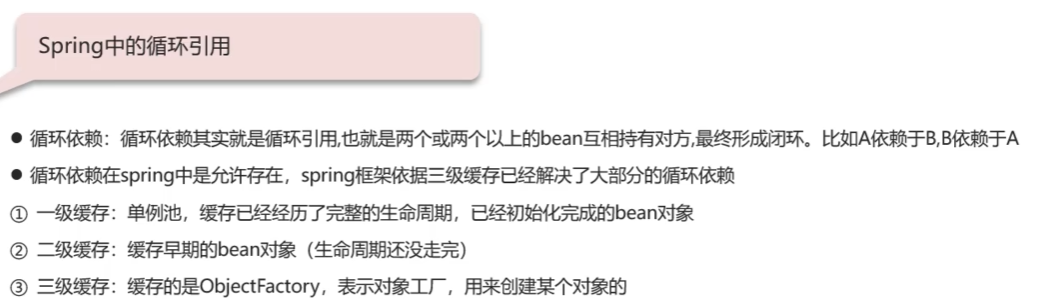 Spring中的循环引用
● 循环依赖：循环依赖其实就是循环引用,也就是两个或两个以上的bean互相持有对方,最终形成闭环。比如A依赖于B,B依赖于A
● 循环依赖在spring中是允许存在，spring框架依据三级缓存已经解决了大部分的循环依赖
① 一级缓存：单例池，缓存已经经历了完整的生命周期，已经初始化完成的bean对象
② 二级缓存：缓存早期的bean对象（生命周期还没走完）
③ 三级缓存：缓存的是ObjectFactory，表示对象工厂，用来创建某个对象的